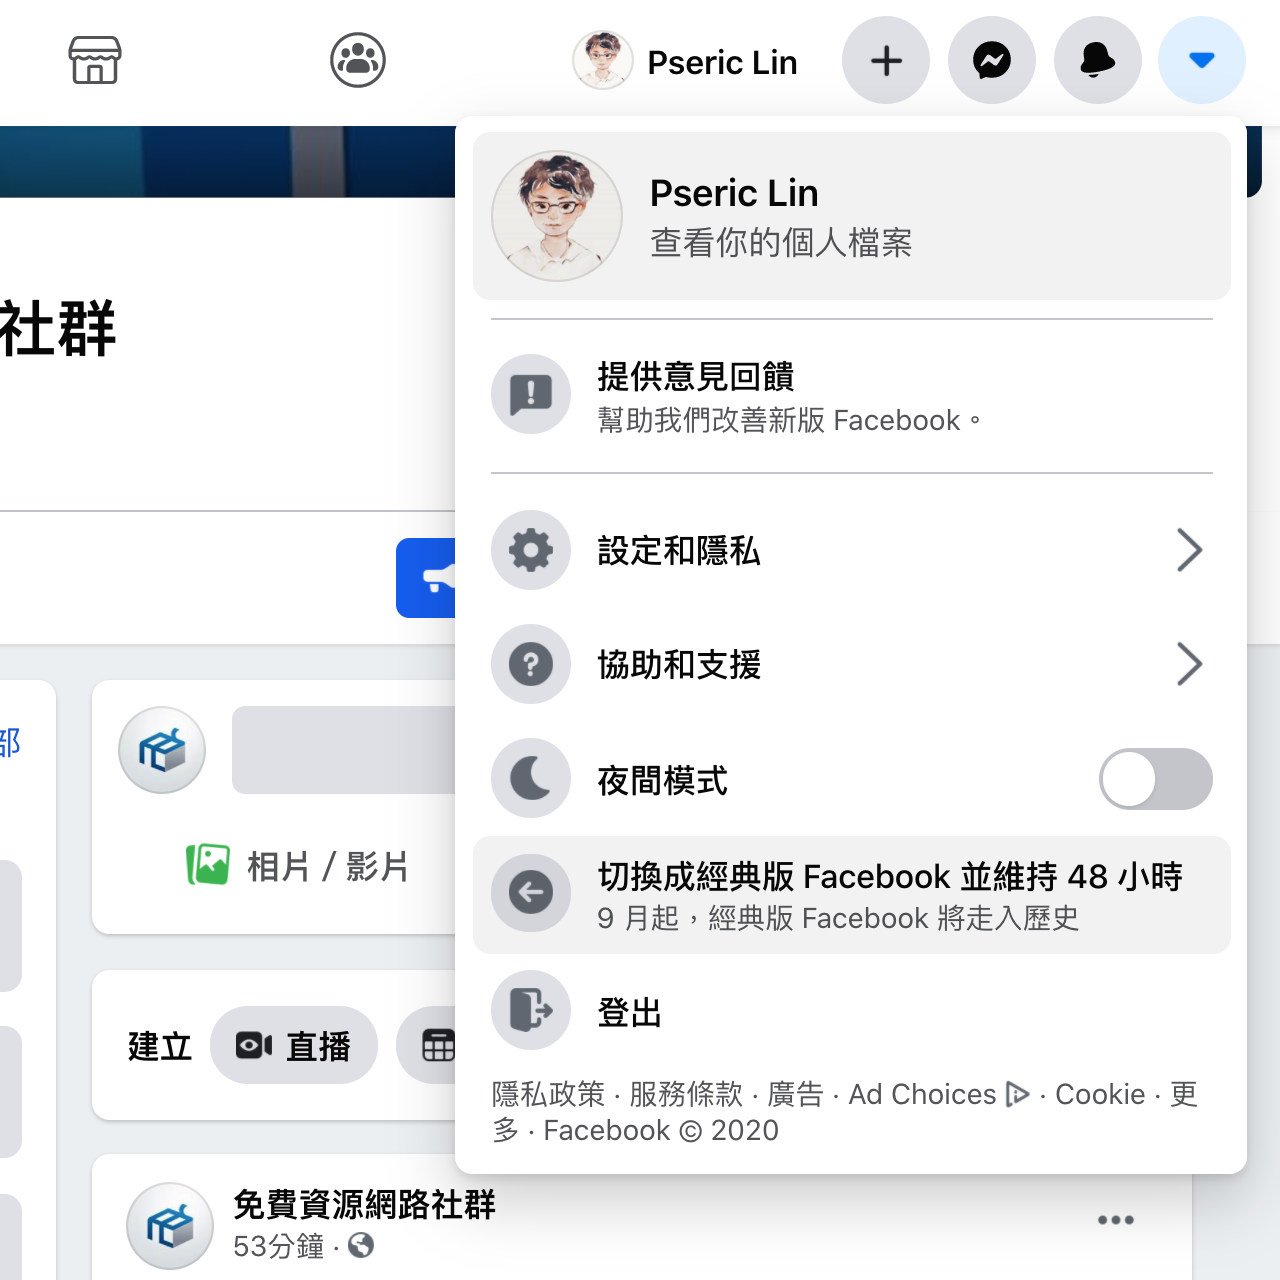 Pseric Lin
Pseric Lin
查看你的個人檔案
社群
提供意見回饋
幫助我們改善新版 Facebook。
設定和隱私
協助和支援
部
夜間模式
相片 / 影片
切換成經典版 Facebook 並維持 48 小時
9 月起，經典版 Facebook 將走入歷史
登出
建立
直播
隱私政策 · 服務條款 · 廣告 · Ad Choices · Cookie · 更
多 · Facebook © 2020
免費資源網路社群
53分鐘 ·